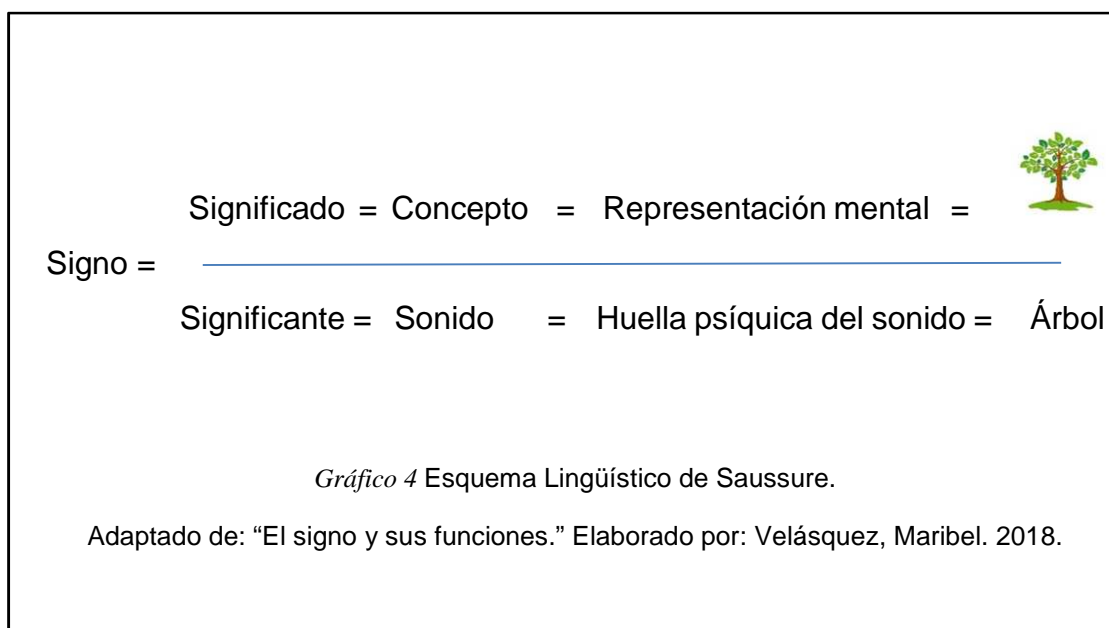 Significado = Concepto = Representación mental =
Signo =
Significante = Sonido = Huella psíquica del sonido = Árbol
Gráfico 4 Esquema Lingüístico de Saussure.
Adaptado de: “El signo y sus funciones.” Elaborado por: Velásquez, Maribel. 2018.